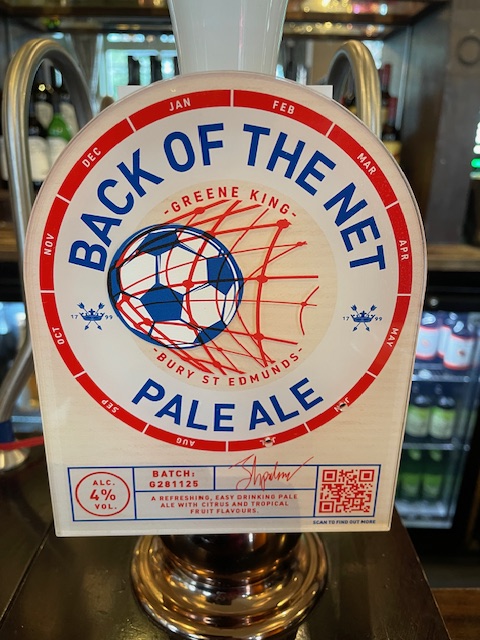 JAN
FEB
MAR
APR
MAY
JUN
AUG
SEP
OCT
NOV
DEC
BACK OF THE NET
-GREENE KING-
17 99
17 99
-BURY ST EDMUNDS-
PALE ALE
ALC.
4%
VOL.
BATCH:
G281125
A REFRESHING, EASY DRINKING PALE
ALE WITH CITRUS AND TROPICAL
FRUIT FLAVOURS.
SCAN TO FIND OUT MORE